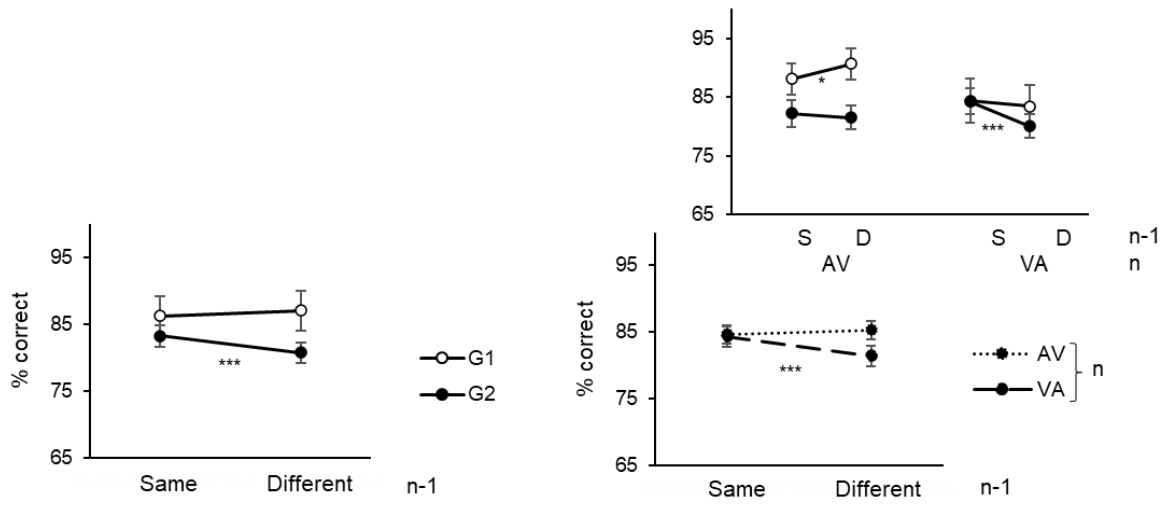 95
85
75
65
*
***
S D S D n-1
AV VA n
% correct
95
85
75
65
***
G1
G2
Same Different n-1
% correct
95
85
75
65
***
AV
VA
n
Same Different n-1